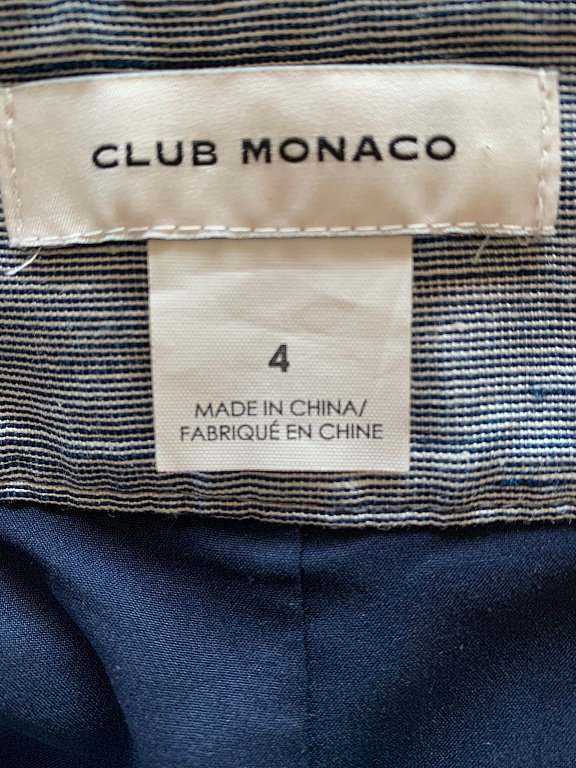 CLUB MONACO
4
MADE IN CHINA/
FABRIQUÉ EN CHINE